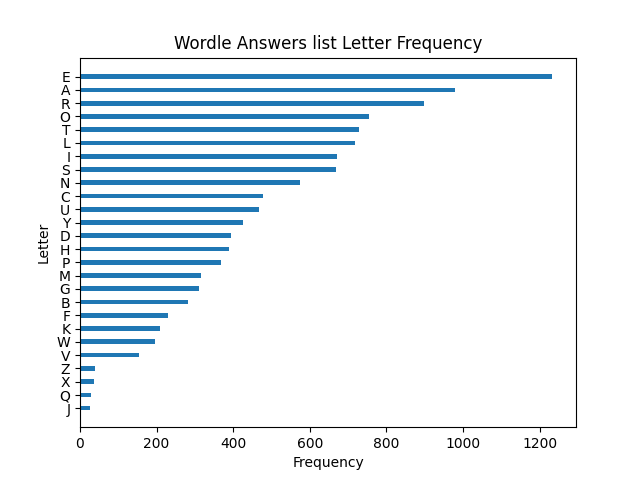 Wordle Answers list Letter Frequency
Letter
E
A
R
O
T
L
I
S
N
C
U
Y
D
H
P
M
G
B
F
K
W
V
Z
X
Q
J
0 200 400 600 800 1000 1200
Frequency